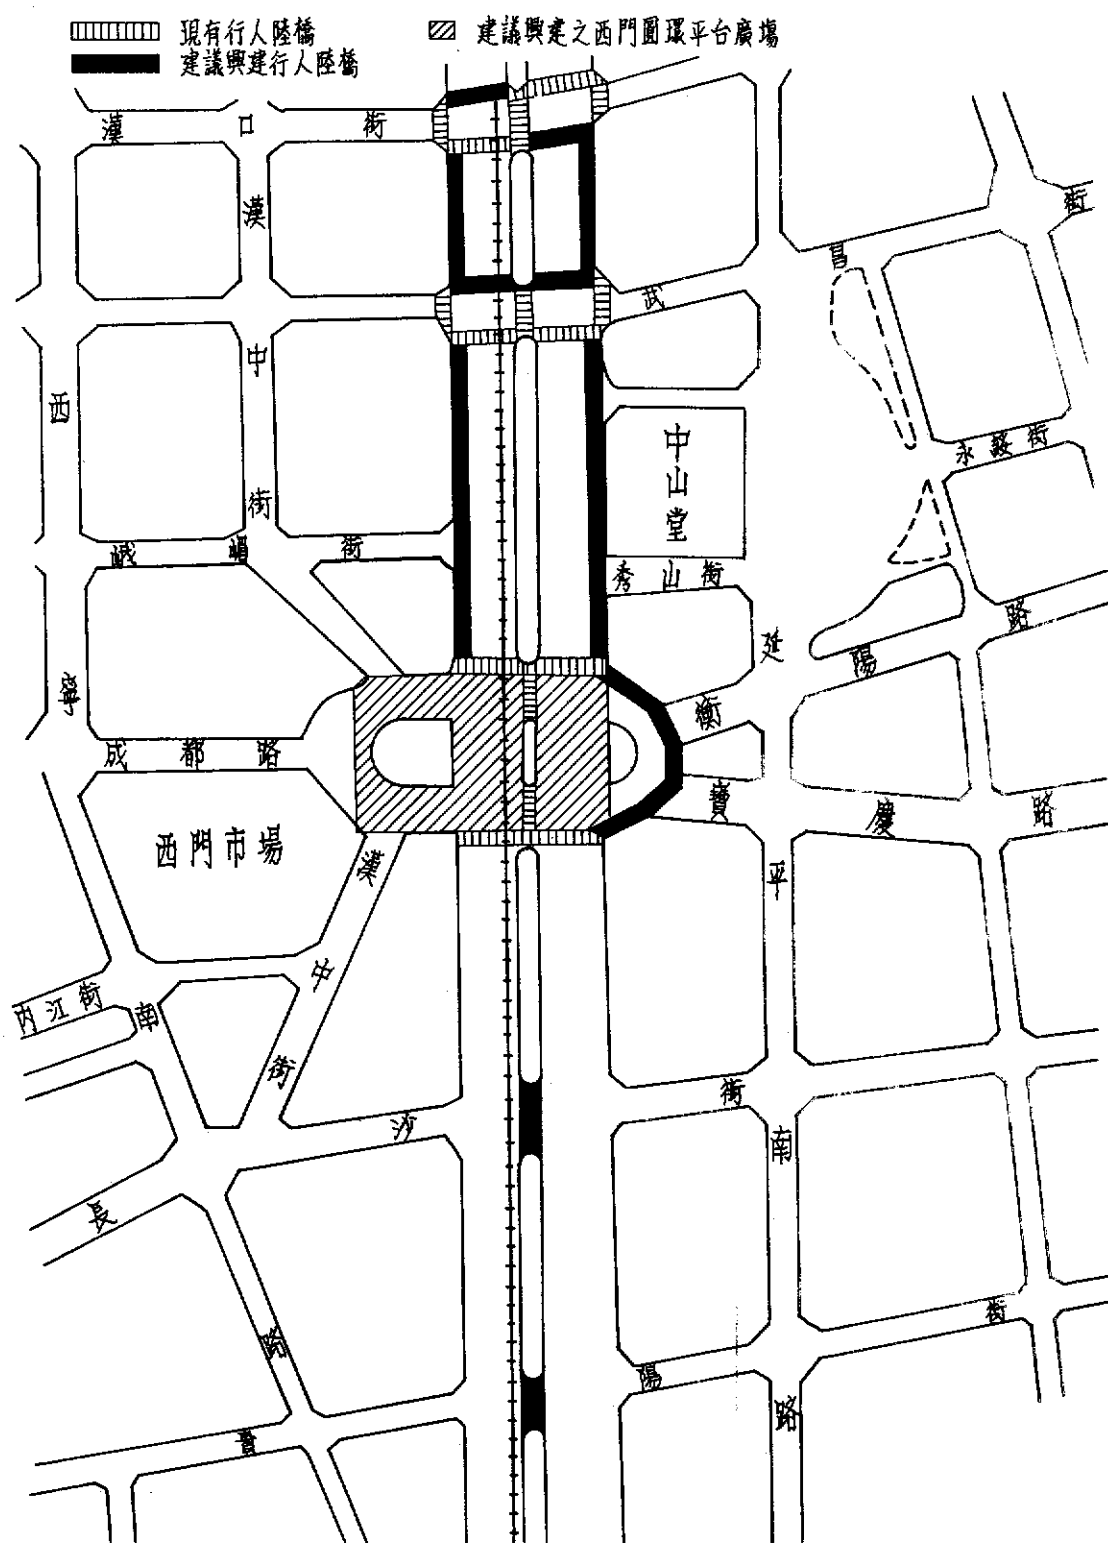 現有行人陸橋
建議興建行人陸橋
建議興建之西門圓環平台廣場
漢口街
漢中街
武昌街
西寧南路
峨嵋街
中山堂
秀山街
永綏街
延平南路
衡陽路
成都路
寶慶路
西門市場
漢中街
內江街
長沙街
貴陽街